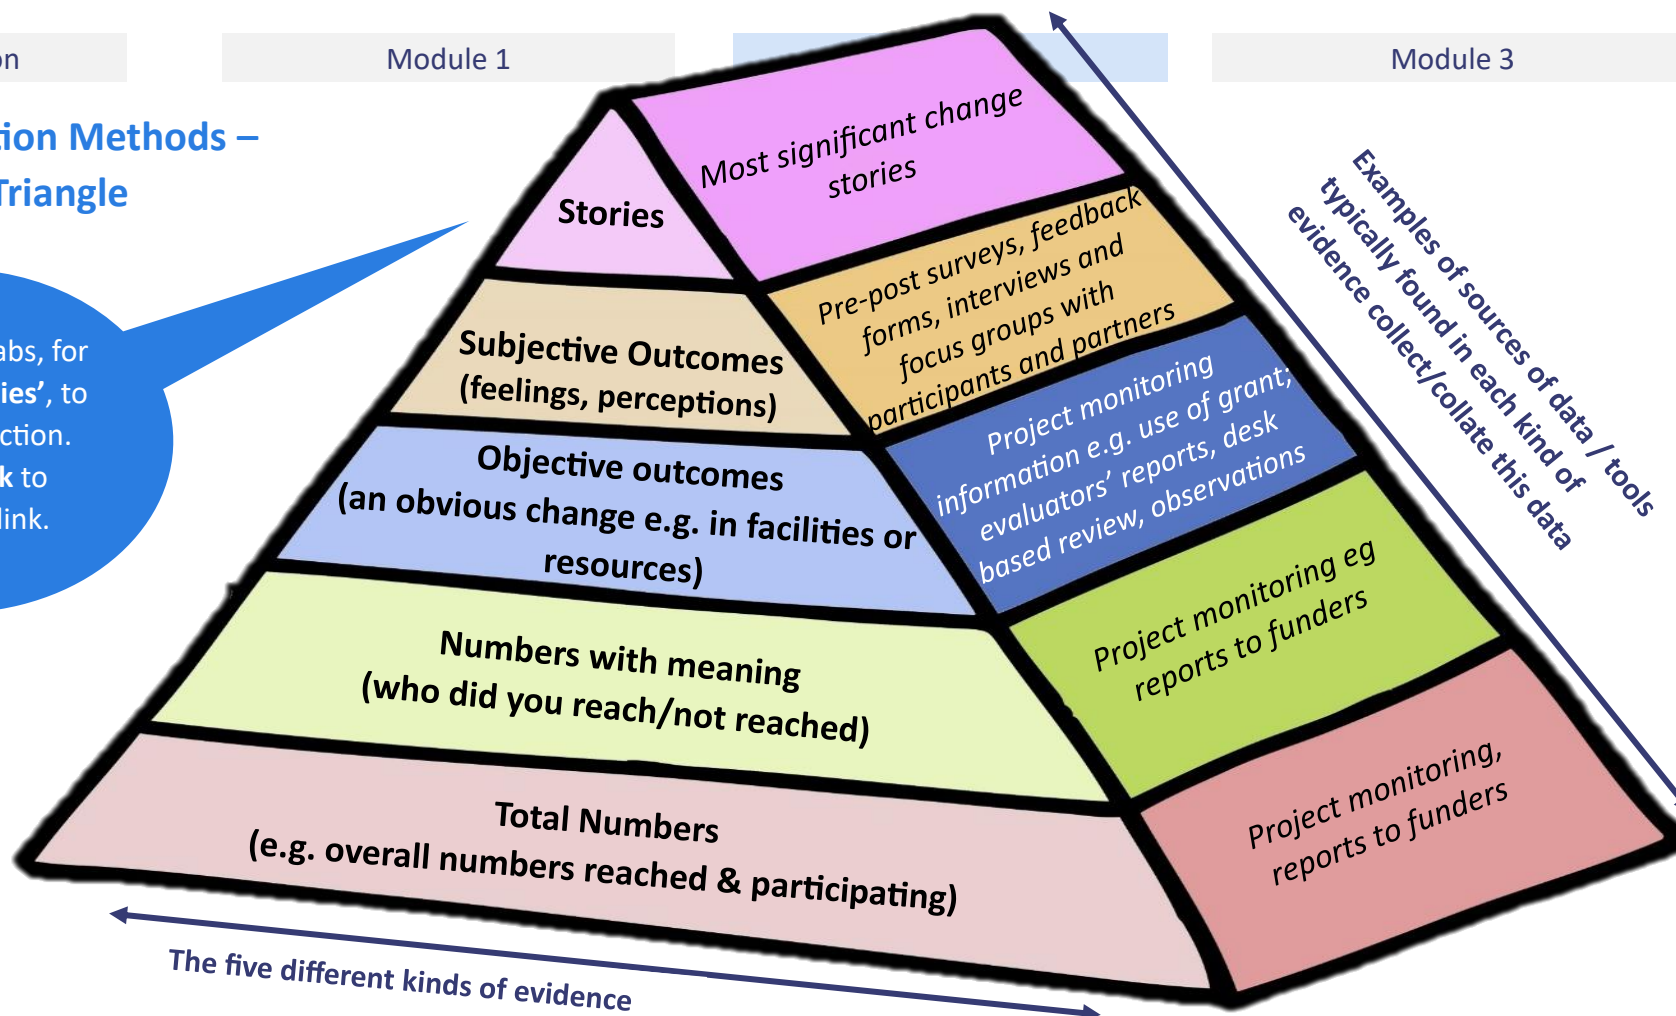 Module 1
Module 3
tion Methods –
Triangle
abs, for
ies’, to
ction.
k to
link.
Stories
Subjective Outcomes
(feelings, perceptions)
Objective outcomes
(an obvious change e.g. in facilities or
resources)
Numbers with meaning
(who did you reach/not reached)
Total Numbers
(e.g. overall numbers reached & participating)
Most significant change
stories
Pre-post surveys, feedback
forms, interviews and
focus groups with
participants and partners
Project monitoring
information e.g. use of grant;
evaluators’ reports, desk
based review, observations
Project monitoring eg
reports to funders
Project monitoring,
reports to funders
Examples of sources of data / tools
typically found in each kind of
evidence collect/collate this data
The five different kinds of evidence